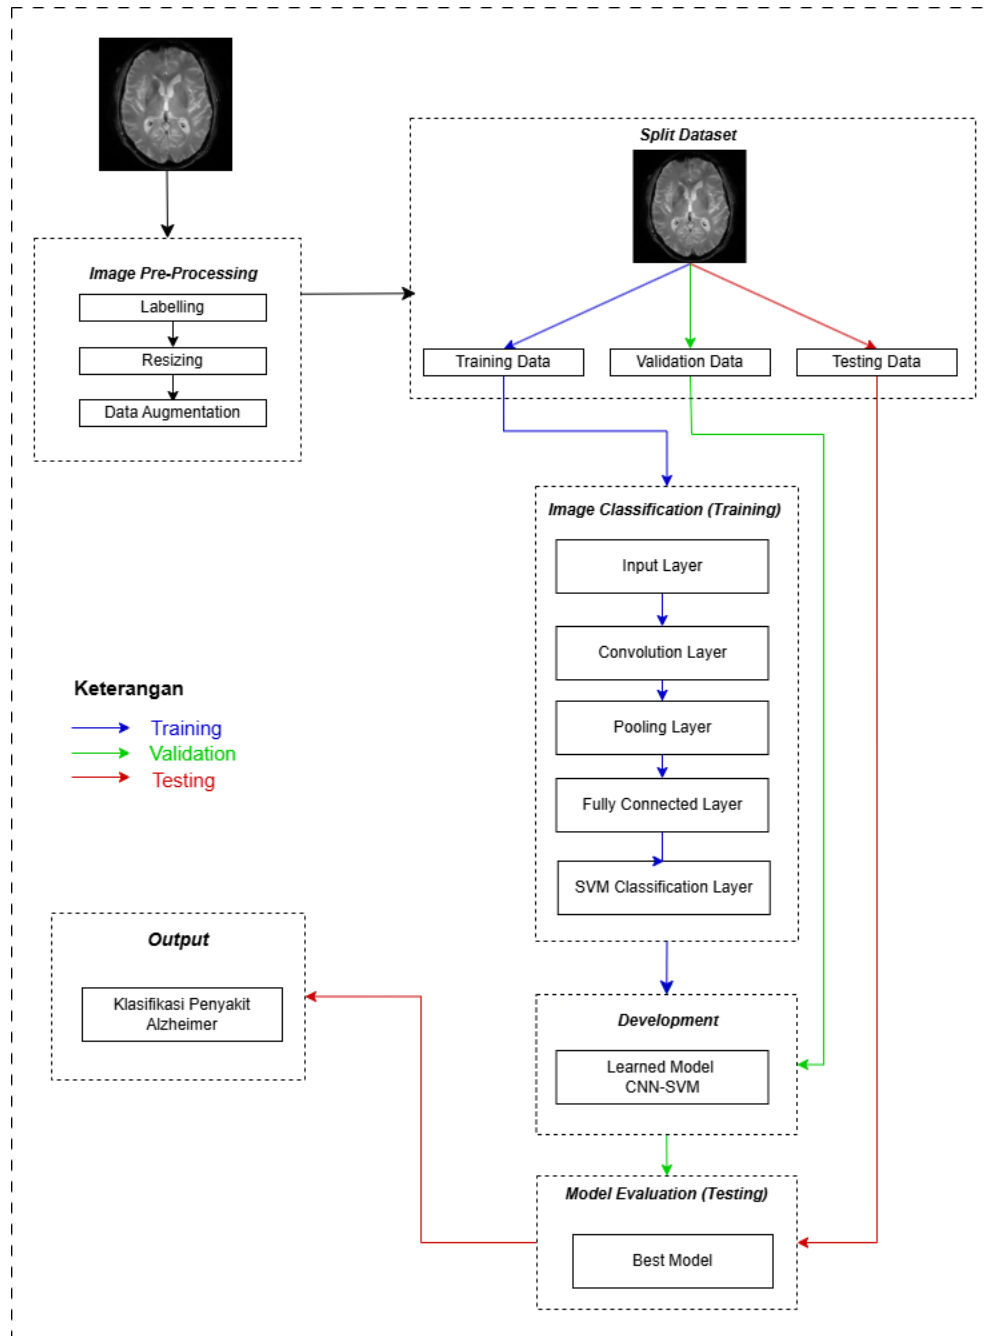 Split Dataset
Image Pre-Processing
Labelling
Resizing
Data Augmentation
Training Data
Validation Data
Testing Data
Image Classification (Training)
Input Layer
Convolution Layer
Pooling Layer
Fully Connected Layer
SVM Classification Layer
Keterangan
Training
Validation
Testing
Output
Klasifikasi Penyakit
Alzheimer
Development
Learned Model
CNN-SVM
Model Evaluation (Testing)
Best Model